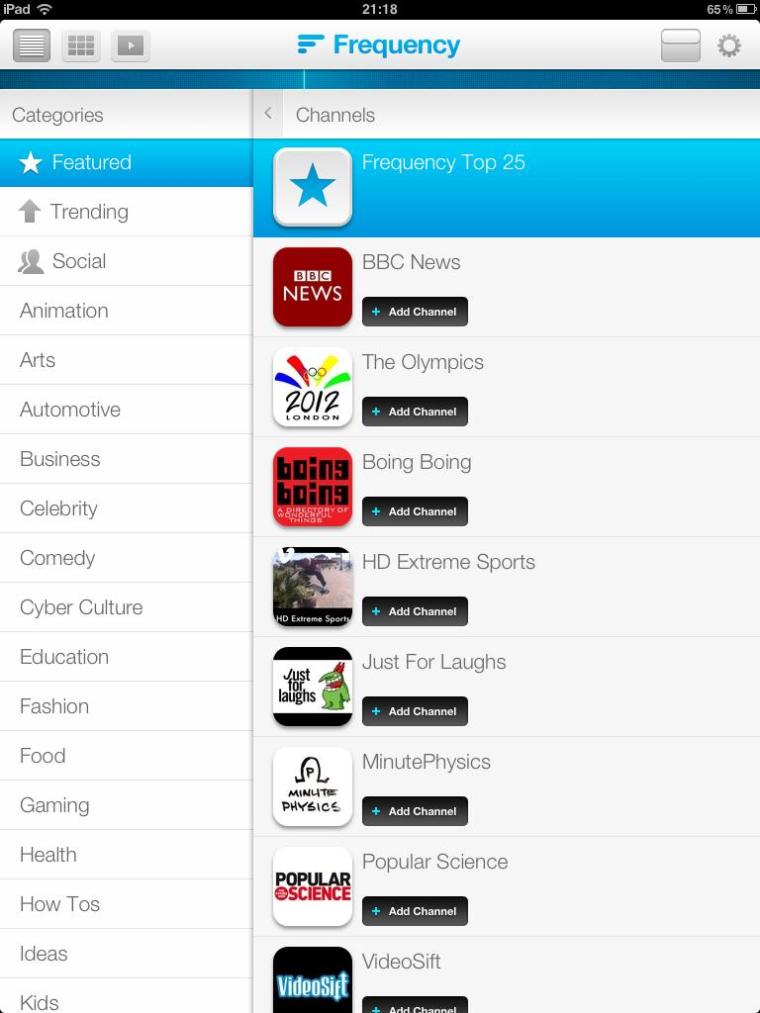 iPad
21:18
65%
Frequency
Categories
Channels
Featured
Trending
Social
Animation
Arts
Automotive
Business
Celebrity
Comedy
Cyber Culture
Education
Fashion
Food
Gaming
Health
How Tos
Ideas
Kids
Frequency Top 25
BBC
NEWS
BBC News
+ Add Channel
2012
LONDON
The Olympics
+ Add Channel
boing
boing
A DIRECTORY OF
WONDERFUL
THINGS
Boing Boing
+ Add Channel
HD Extreme Sports
HD Extreme Sports
+ Add Channel
Just
for
laughs
Just For Laughs
+ Add Channel
P
MINUTE
PHYSICS
MinutePhysics
+ Add Channel
POPULAR
SCIENCE
Popular Science
+ Add Channel
VideoSift
VideoSift
+ Add Channel